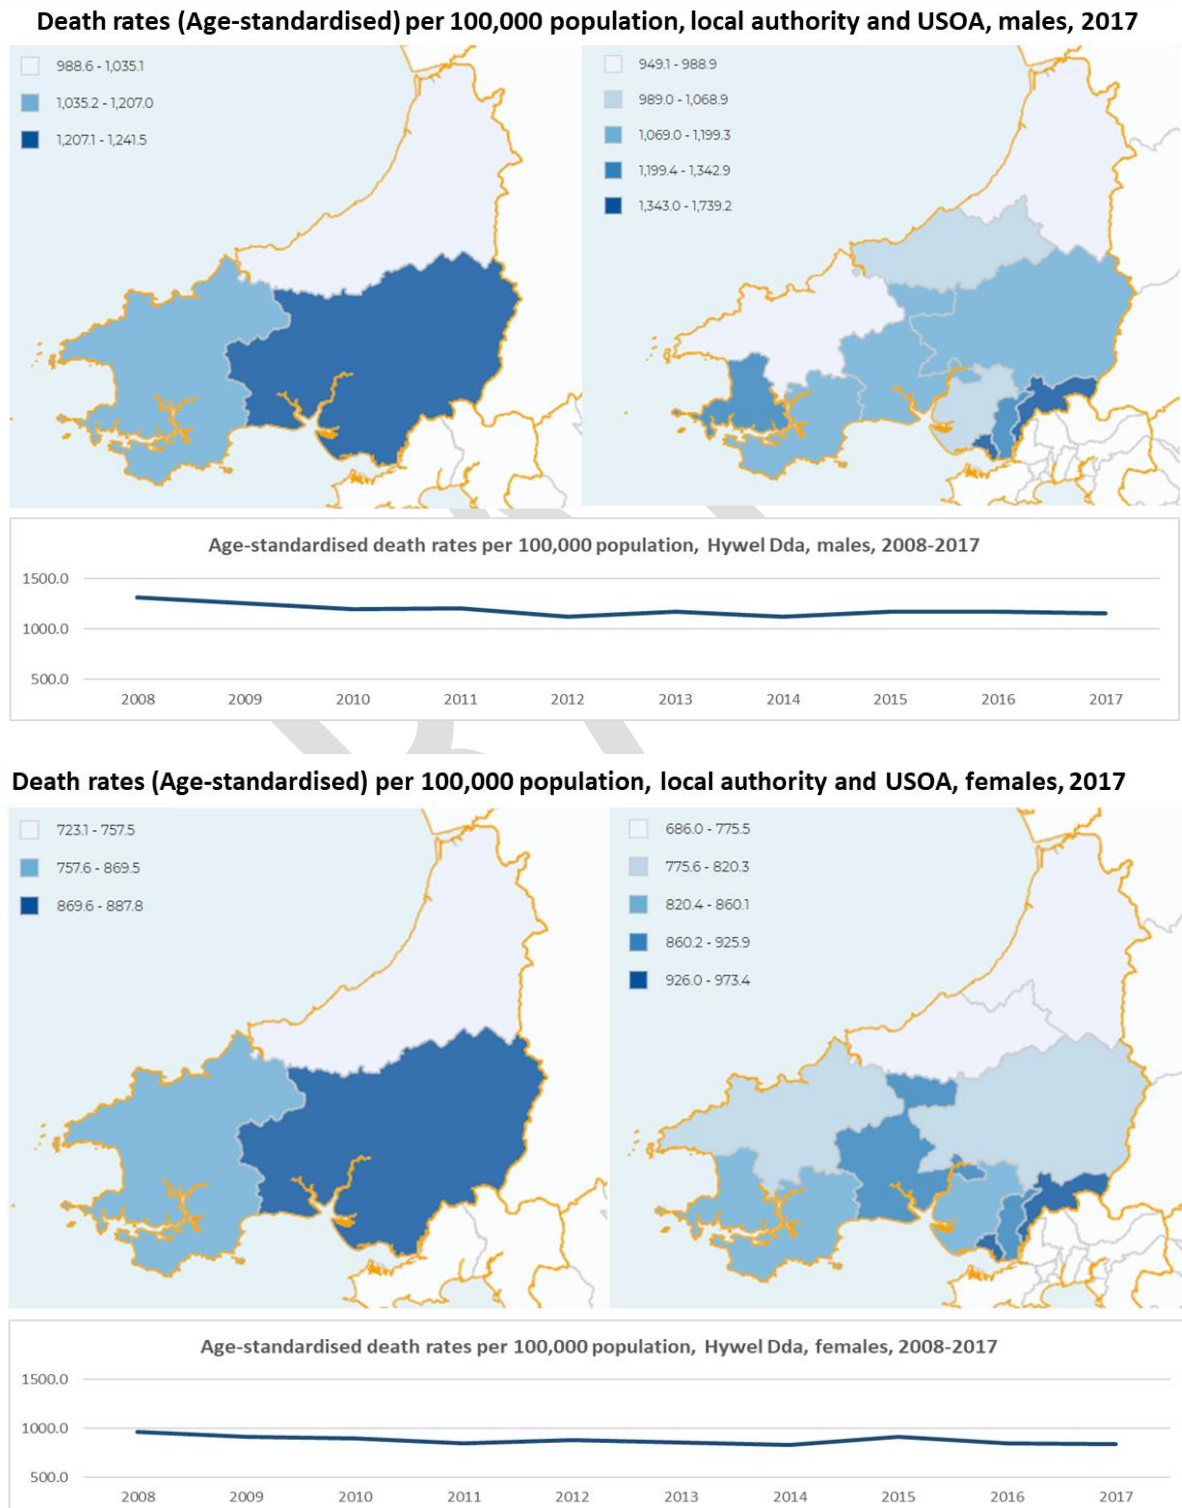 Death rates (Age-standardised) per 100,000 population, local authority and USOA, males, 2017
988.6 - 1,035.1
1,035.2 - 1,207.0
1,207.1 - 1,241.5
949.1 - 988.9
989.0 - 1,068.9
1,069.0 - 1,199.3
1,199.4 - 1,342.9
1,343.0 - 1,739.2
Age-standardised death rates per 100,000 population, Hywel Dda, males, 2008-2017
1500.0
1000.0
500.0
2008 2009 2010 2011 2012 2013 2014 2015 2016 2017
Death rates (Age-standardised) per 100,000 population, local authority and USOA, females, 2017
723.1 - 757.5
757.6 - 869.5
869.6 - 887.8
686.0 - 775.5
775.6 - 820.3
820.4 - 860.1
860.2 - 925.9
926.0 - 973.4
Age-standardised death rates per 100,000 population, Hywel Dda, females, 2008-2017
1500.0
1000.0
500.0
2008 2009 2010 2011 2012 2013 2014 2015 2016 2017